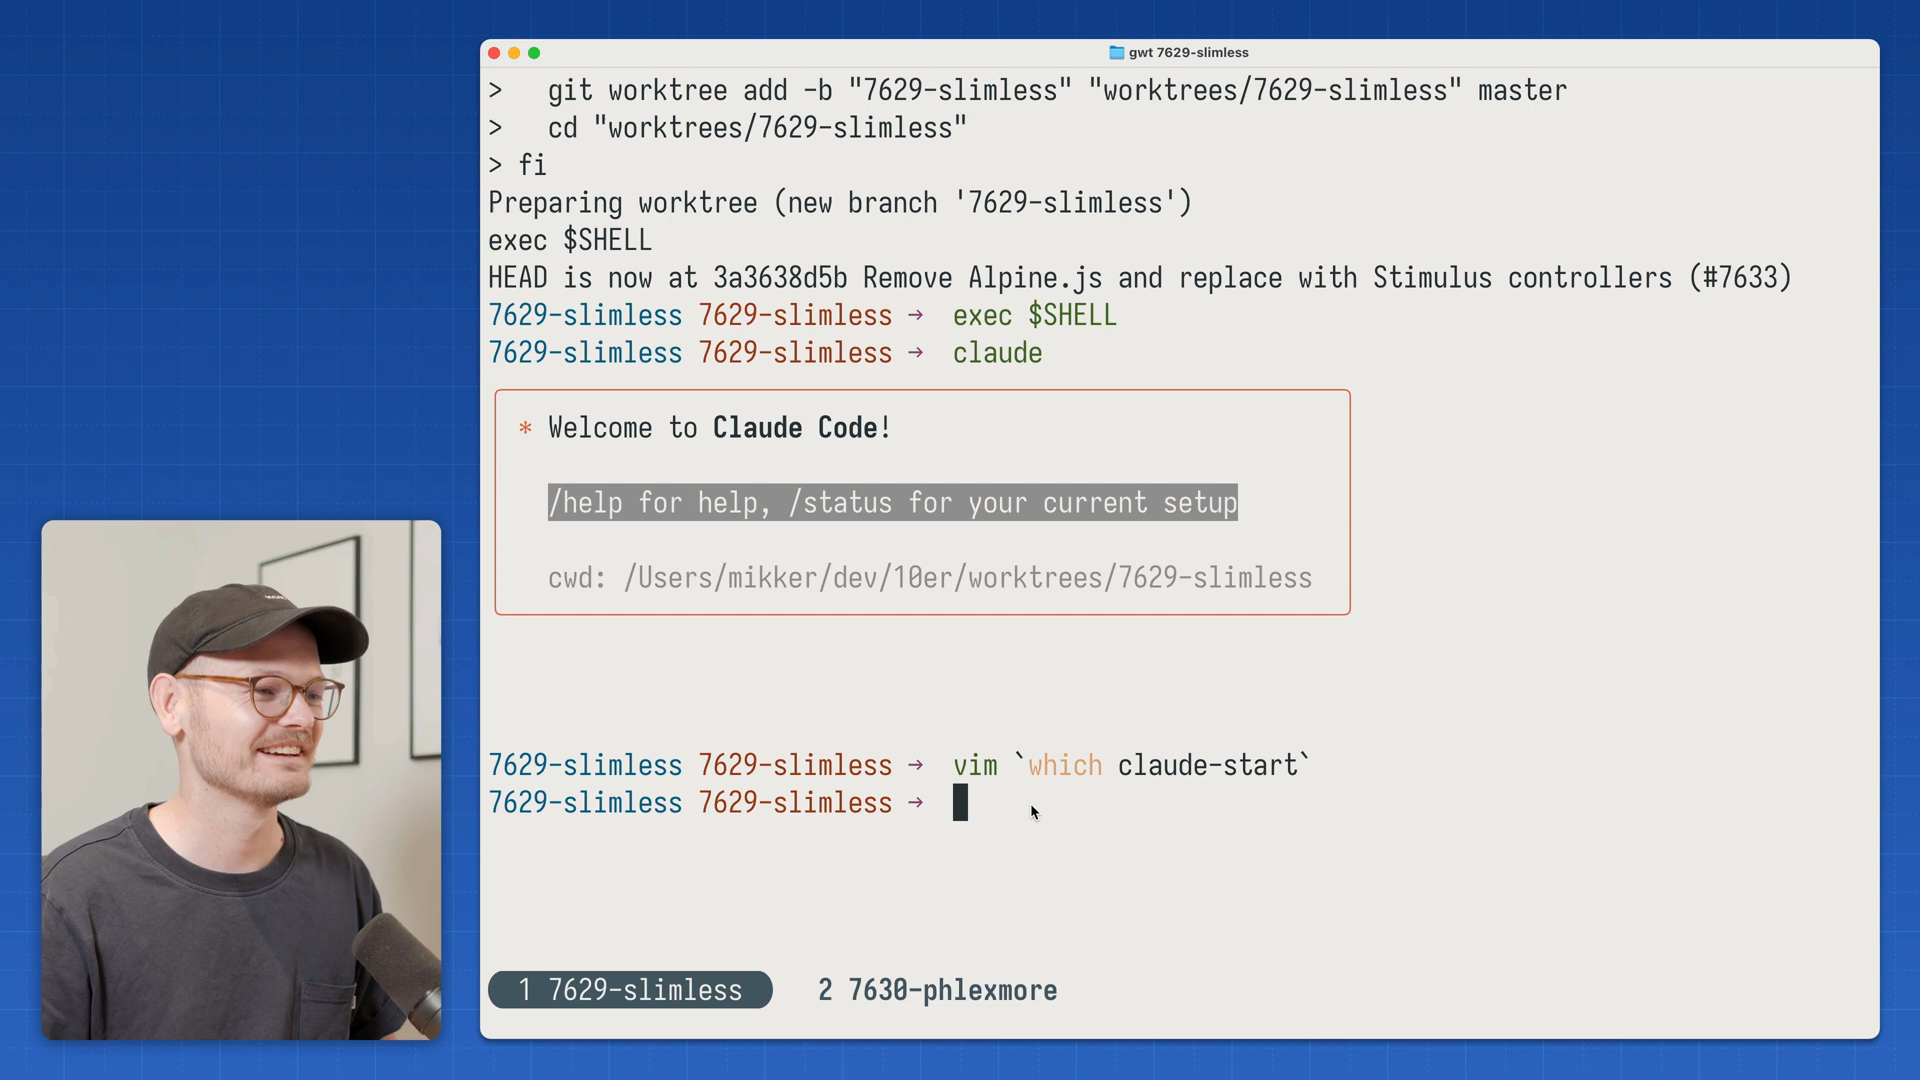 gwt 7629-slimless
>   git worktree add -b "7629-slimless" "worktrees/7629-slimless" master
>   cd "worktrees/7629-slimless"
> fi
Preparing worktree (new branch '7629-slimless')
exec $SHELL
HEAD is now at 3a3638d5b Remove Alpine.js and replace with Stimulus controllers (#7633)
7629-slimless 7629-slimless → exec $SHELL
7629-slimless 7629-slimless → claude
* Welcome to Claude Code!
/help for help, /status for your current setup
cwd: /Users/mikker/dev/10er/worktrees/7629-slimless
7629-slimless 7629-slimless → vim `which claude-start`
7629-slimless 7629-slimless →
1 7629-slimless 2 7630-phlexmore